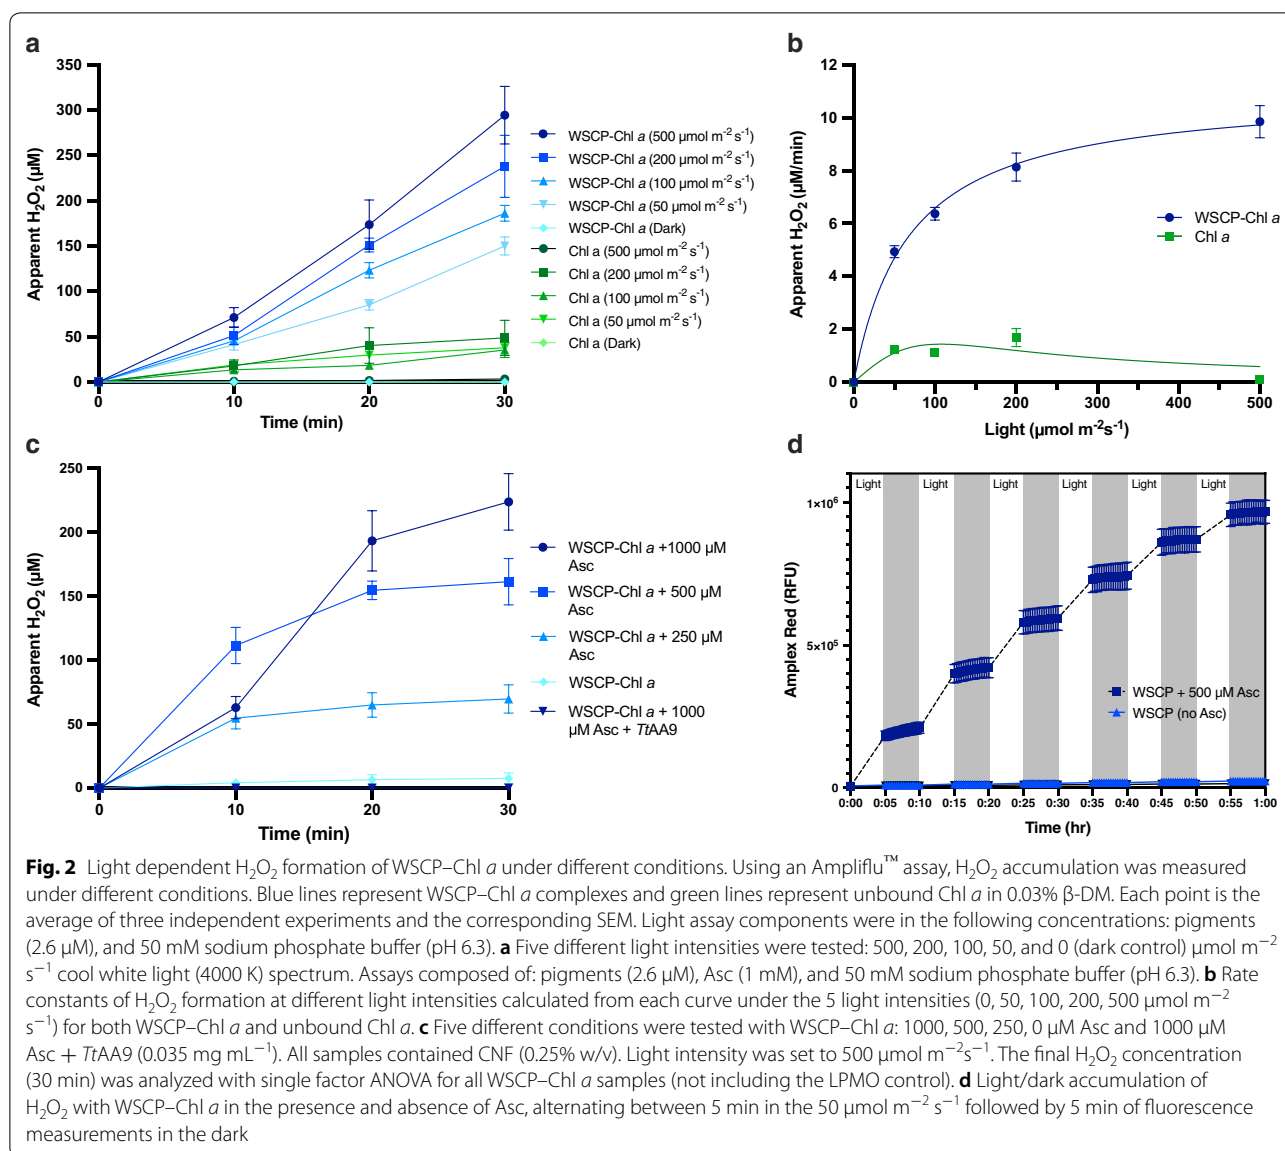 a
350
300
250
200
150
100
50
0
Apparent H₂O₂ (µM)
0 10 20 30
Time (min)
WSCP-Chl a (500 µmol m⁻² s⁻¹)
WSCP-Chl a (200 µmol m⁻² s⁻¹)
WSCP-Chl a (100 µmol m⁻² s⁻¹)
WSCP-Chl a (50 µmol m⁻² s⁻¹)
WSCP-Chl a (Dark)
Chl a (500 µmol m⁻² s⁻¹)
Chl a (200 µmol m⁻² s⁻¹)
Chl a (100 µmol m⁻² s⁻¹)
Chl a (50 µmol m⁻² s⁻¹)
Chl a (Dark)
b
12
10
8
6
4
2
0
Apparent H₂O₂ (µM/min)
0 100 200 300 400 500
Light (µmol m⁻²s⁻¹)
WSCP-Chl a
Chl a
c
250
200
150
100
50
0
Apparent H₂O₂ (µM)
0 10 20 30
Time (min)
WSCP-Chl a +1000 µM
Asc
WSCP-Chl a + 500 µM
Asc
WSCP-Chl a + 250 µM
Asc
WSCP-Chl a
WSCP-Chl a + 1000
µM Asc + TtAA9
d
Light Light Light Light Light Light
1×10⁶
5×10⁵
0
Amplex Red (RFU)
WSCP + 500 µM Asc
WSCP (no Asc)
0:00 0:05 0:10 0:15 0:20 0:25 0:30 0:35 0:40 0:45 0:50 0:55 1:00
Time (hr)
Fig. 2 Light dependent H₂O₂ formation of WSCP–Chl a under different conditions. Using an Ampliflu™ assay, H₂O₂ accumulation was measured
under different conditions. Blue lines represent WSCP–Chl a complexes and green lines represent unbound Chl a in 0.03% β-DM. Each point is the
average of three independent experiments and the corresponding SEM. Light assay components were in the following concentrations: pigments
(2.6 µM), and 50 mM sodium phosphate buffer (pH 6.3). a Five different light intensities were tested: 500, 200, 100, 50, and 0 (dark control) µmol m⁻²
s⁻¹ cool white light (4000 K) spectrum. Assays composed of: pigments (2.6 µM), Asc (1 mM), and 50 mM sodium phosphate buffer (pH 6.3). b Rate
constants of H₂O₂ formation at different light intensities calculated from each curve under the 5 light intensities (0, 50, 100, 200, 500 µmol m⁻²
s⁻¹) for both WSCP–Chl a and unbound Chl a. c Five different conditions were tested with WSCP–Chl a: 1000, 500, 250, 0 µM Asc and 1000 µM
Asc + TtAA9 (0.035 mg mL⁻¹). All samples contained CNF (0.25% w/v). Light intensity was set to 500 µmol m⁻²s⁻¹. The final H₂O₂ concentration
(30 min) was analyzed with single factor ANOVA for all WSCP–Chl a samples (not including the LPMO control). d Light/dark accumulation of
H₂O₂ with WSCP–Chl a in the presence and absence of Asc, alternating between 5 min in the 50 µmol m⁻² s⁻¹ followed by 5 min of fluorescence
measurements in the dark